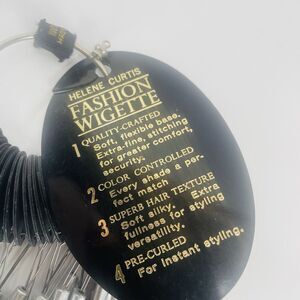 HELENE CURTIS
FASHION
WIGETTE
1 QUALITY-CRAFTED
Soft, flexible base.
Extra-fine stitching
for greater comfort,
security.
2 COLOR CONTROLLED
Every shade a per-
fect match
3 SUPERB HAIR TEXTURE
Soft silky. Extra
fullness for styling
versatility.
4 PRE-CURLED
For instant styling.